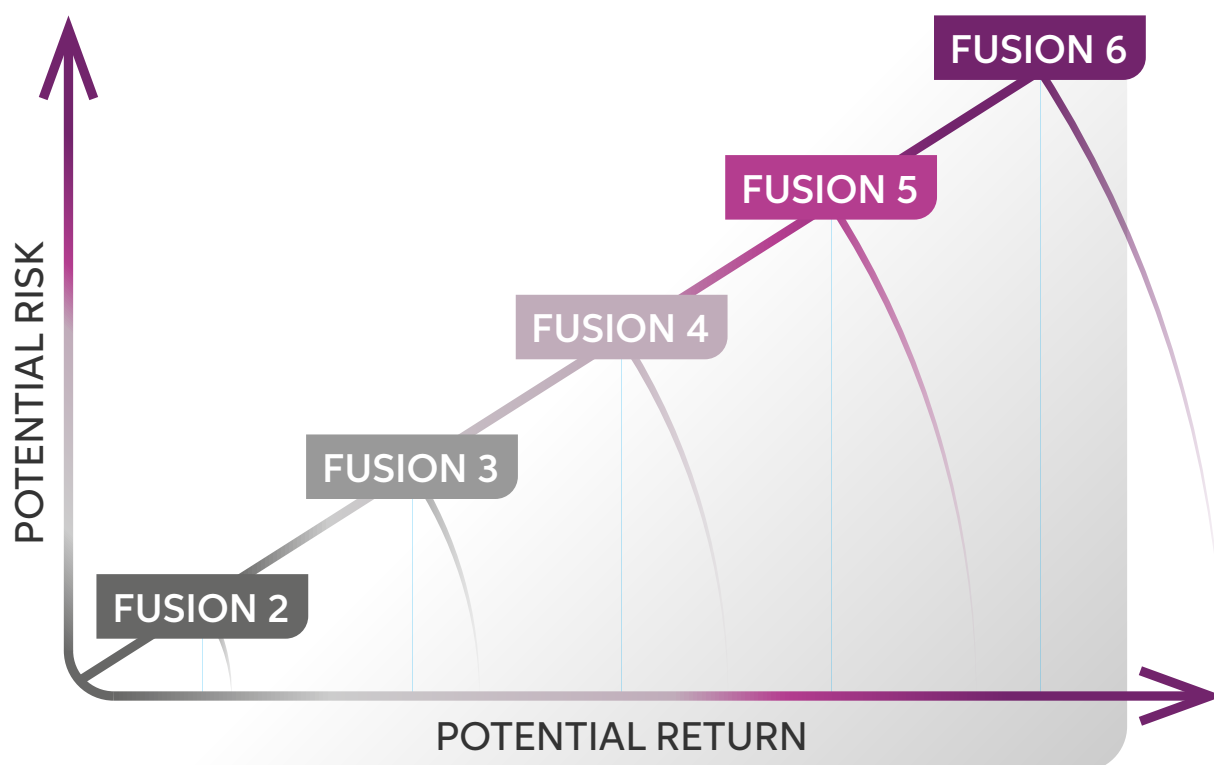 FUSION 6
FUSION 5
FUSION 4
FUSION 3
FUSION 2
POTENTIAL RISK
POTENTIAL RETURN